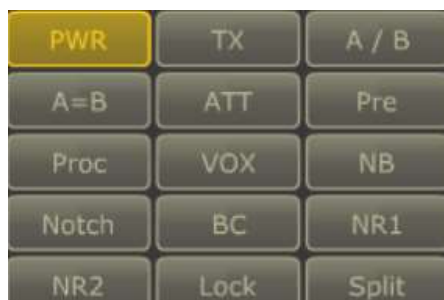 PWR TX A / B
A=B ATT Pre
Proc VOX NB
Notch BC NR1
NR2 Lock Split